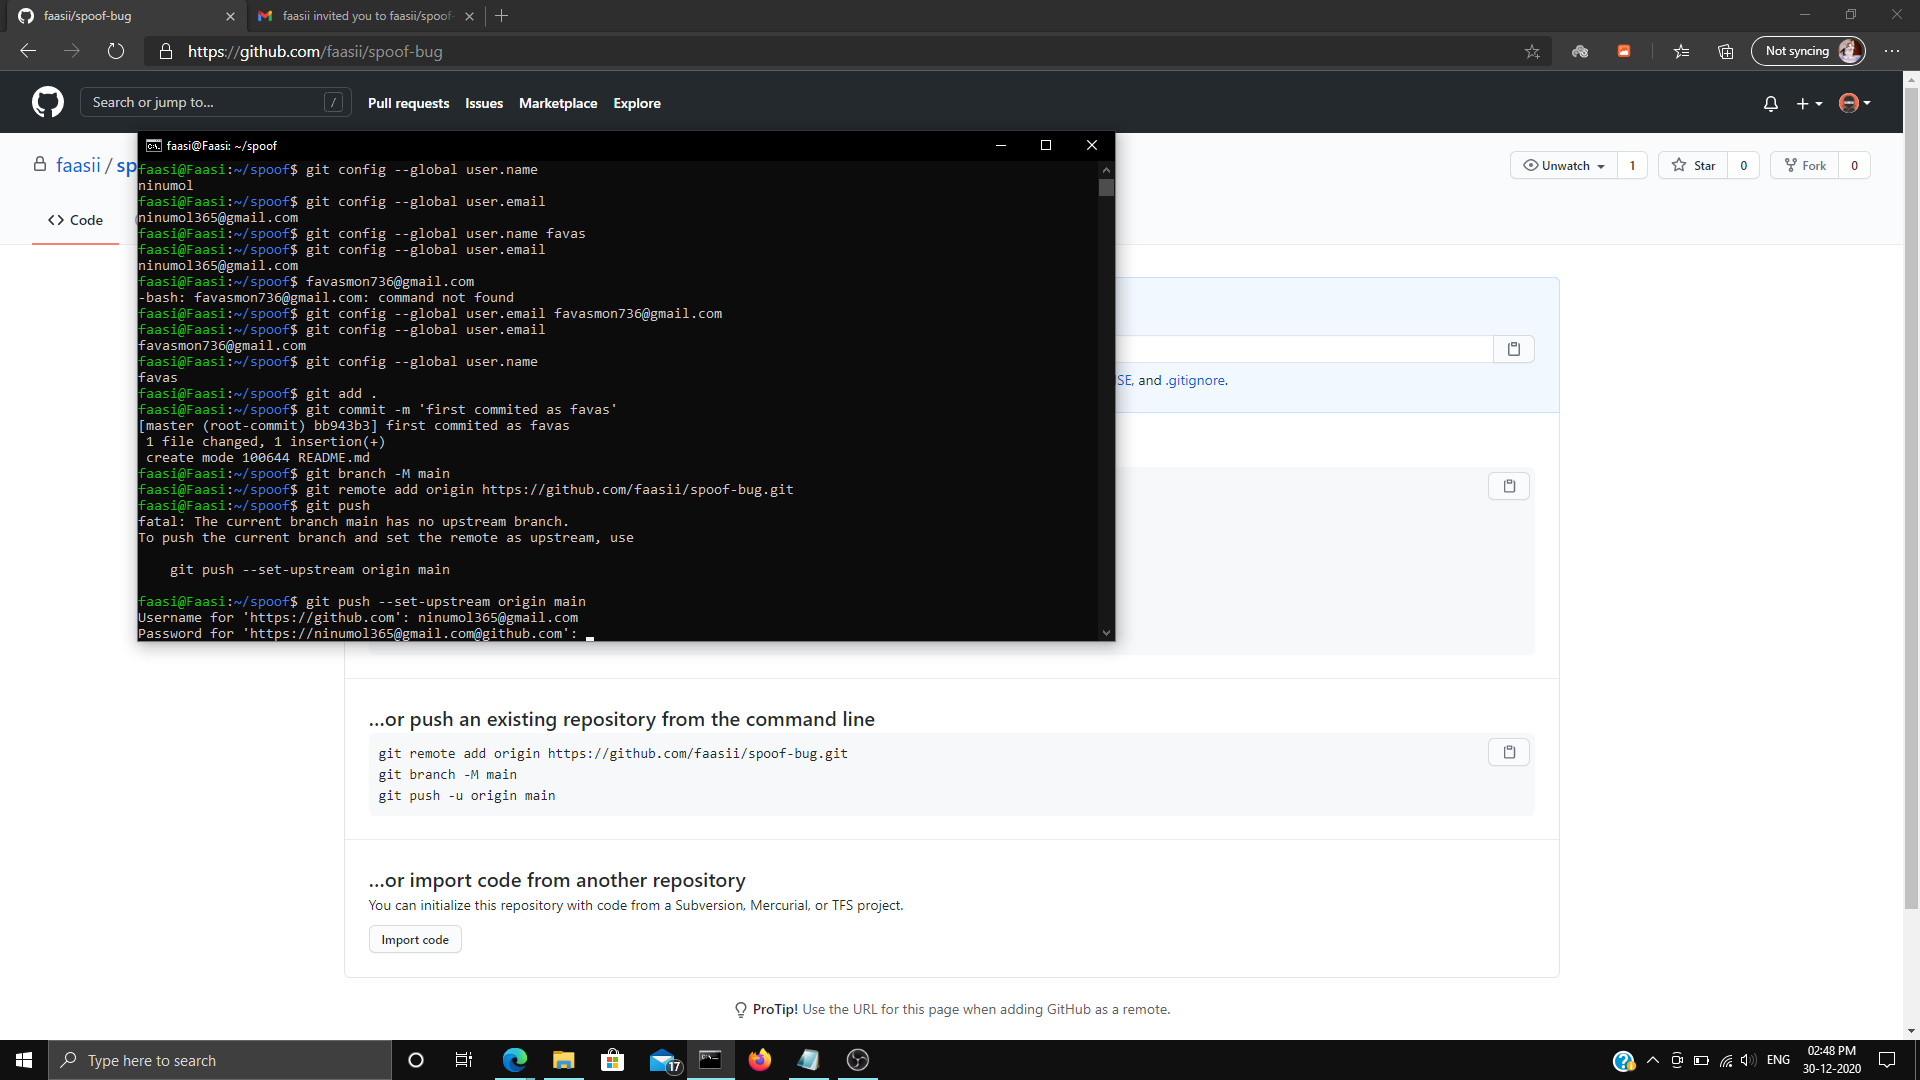 faasii/spoof-bug
faasii invited you to faasii/spoof-
https://github.com/faasii/spoof-bug
Not syncing
Search or jump to...
/
Pull requests
Issues
Marketplace
Explore
faasii / sp
Unwatch
1
Star
0
Fork
0
<> Code
faasi@Faasi: ~/spoof
faasi@Faasi:~/spoof$ git config --global user.name
ninumol
faasi@Faasi:~/spoof$ git config --global user.email
ninumol365@gmail.com
faasi@Faasi:~/spoof$ git config --global user.name favas
faasi@Faasi:~/spoof$ git config --global user.email
ninumol365@gmail.com
faasi@Faasi:~/spoof$ favasmon736@gmail.com
-bash: favasmon736@gmail.com: command not found
faasi@Faasi:~/spoof$ git config --global user.email favasmon736@gmail.com
faasi@Faasi:~/spoof$ git config --global user.email
favasmon736@gmail.com
faasi@Faasi:~/spoof$ git config --global user.name
favas
faasi@Faasi:~/spoof$ git add .
faasi@Faasi:~/spoof$ git commit -m 'first commited as favas'
[master (root-commit) bb943b3] first commited as favas
1 file changed, 1 insertion(+)
create mode 100644 README.md
faasi@Faasi:~/spoof$ git branch -M main
faasi@Faasi:~/spoof$ git remote add origin https://github.com/faasii/spoof-bug.git
faasi@Faasi:~/spoof$ git push
fatal: The current branch main has no upstream branch.
To push the current branch and set the remote as upstream, use
git push --set-upstream origin main
faasi@Faasi:~/spoof$ git push --set-upstream origin main
Username for 'https://github.com': ninumol365@gmail.com
Password for 'https://ninumol365@gmail.com@github.com':
SE, and .gitignore.
...or push an existing repository from the command line
git remote add origin https://github.com/faasii/spoof-bug.git
git branch -M main
git push -u origin main
...or import code from another repository
You can initialize this repository with code from a Subversion, Mercurial, or TFS project.
Import code
ProTip! Use the URL for this page when adding GitHub as a remote.
Type here to search
17
ENG
02:48 PM
30-12-2020